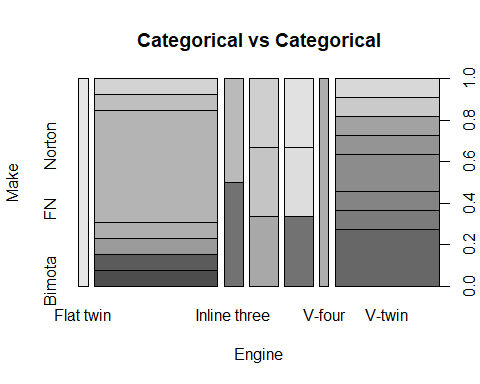 Categorical vs Categorical
Make
Norton
FN
Bimota
1.0
0.8
0.6
0.4
0.2
0.0
Flat twin Inline three V-four V-twin
Engine